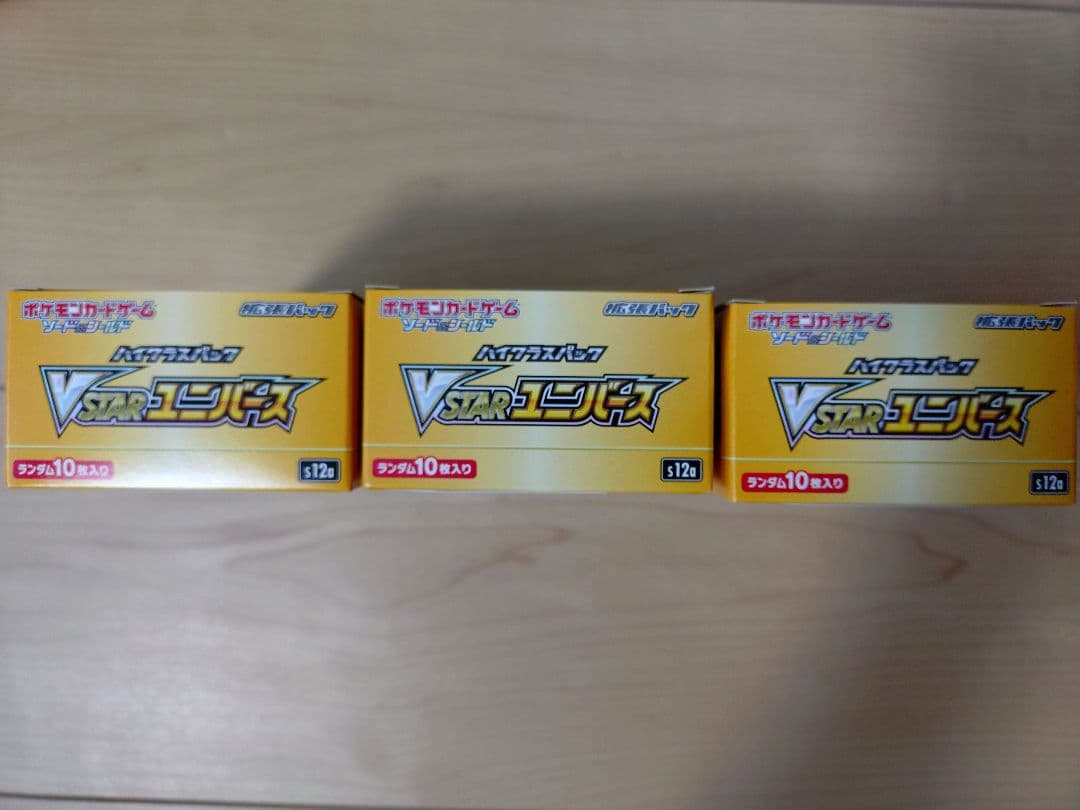 ポケモンカードゲーム
ソード&シールド
拡張パック
ハイクラスパック
VSTARユニバース
ランダム10枚入り
s12a
ポケモンカードゲーム
ソード&シールド
拡張パック
ハイクラスパック
VSTARユニバース
ランダム10枚入り
s12a
ポケモンカードゲーム
ソード&シールド
拡張パック
ハイクラスパック
VSTARユニバース
ランダム10枚入り
s12a